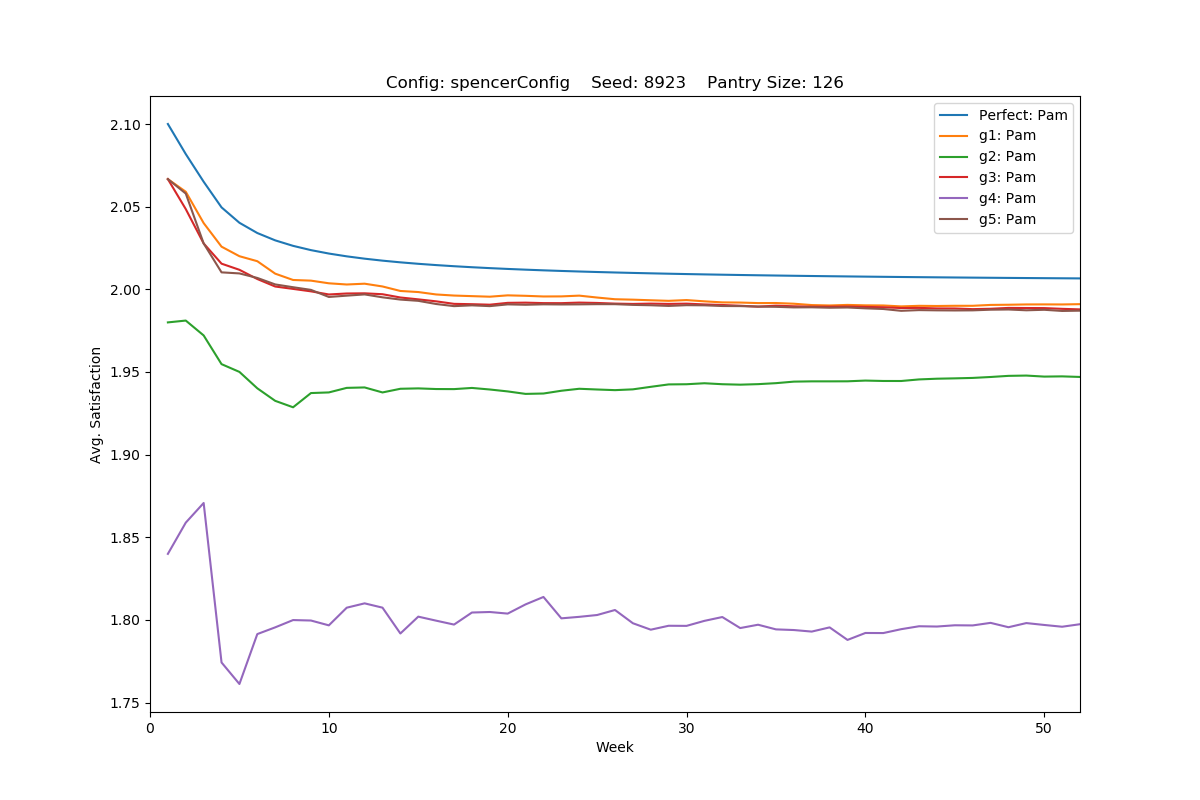 Config: spencerConfig    Seed: 8923    Pantry Size: 126
Perfect: Pam
g1: Pam
g2: Pam
g3: Pam
g4: Pam
g5: Pam
2.10
2.05
2.00
1.95
1.90
1.85
1.80
1.75
Avg. Satisfaction
0 10 20 30 40 50
Week